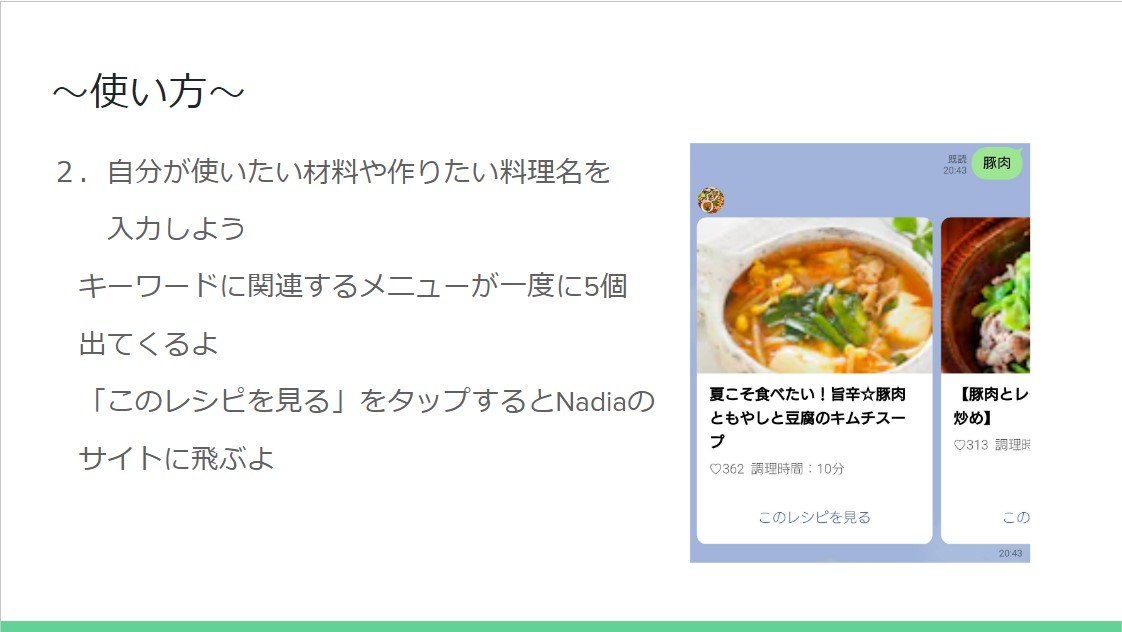 ～使い方～
２．自分が使いたい材料や作りたい料理名を
入力しよう
キーワードに関連するメニューが一度に5個
出てくるよ
「このレシピを見る」をタップするとNadiaの
サイトに飛ぶよ
既読
20:43
豚肉
夏こそ食べたい！旨辛☆豚肉
ともやしと豆腐のキムチスー
プ
♡362 調理時間：10分
このレシピを見る
【豚肉とレ
炒め】
♡313 調理時
この
20:43